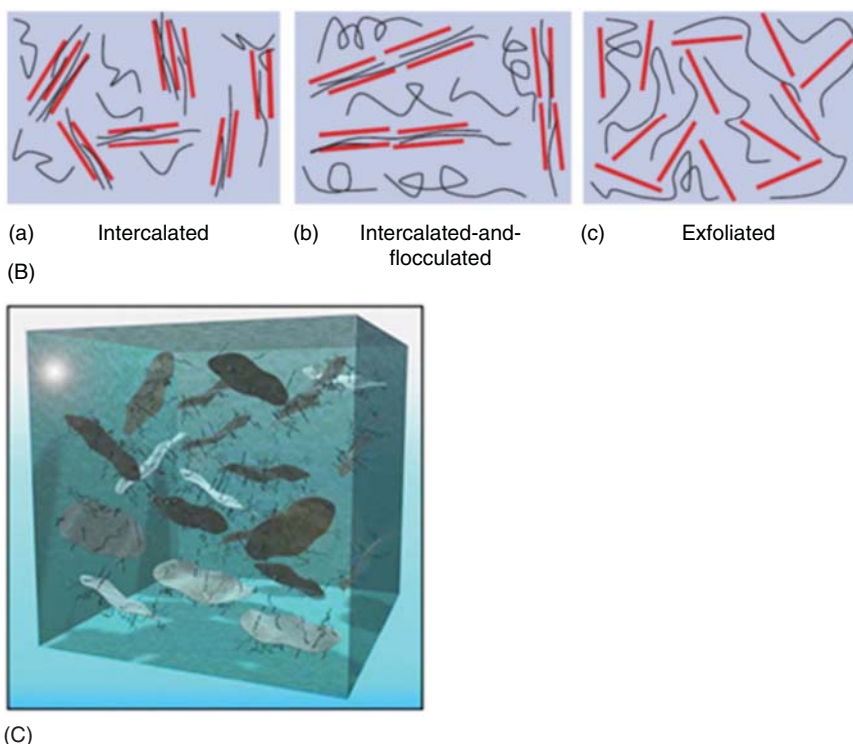 (a) Intercalated (b) Intercalated-and- (c) Exfoliated
flocculated
(B)
(C)